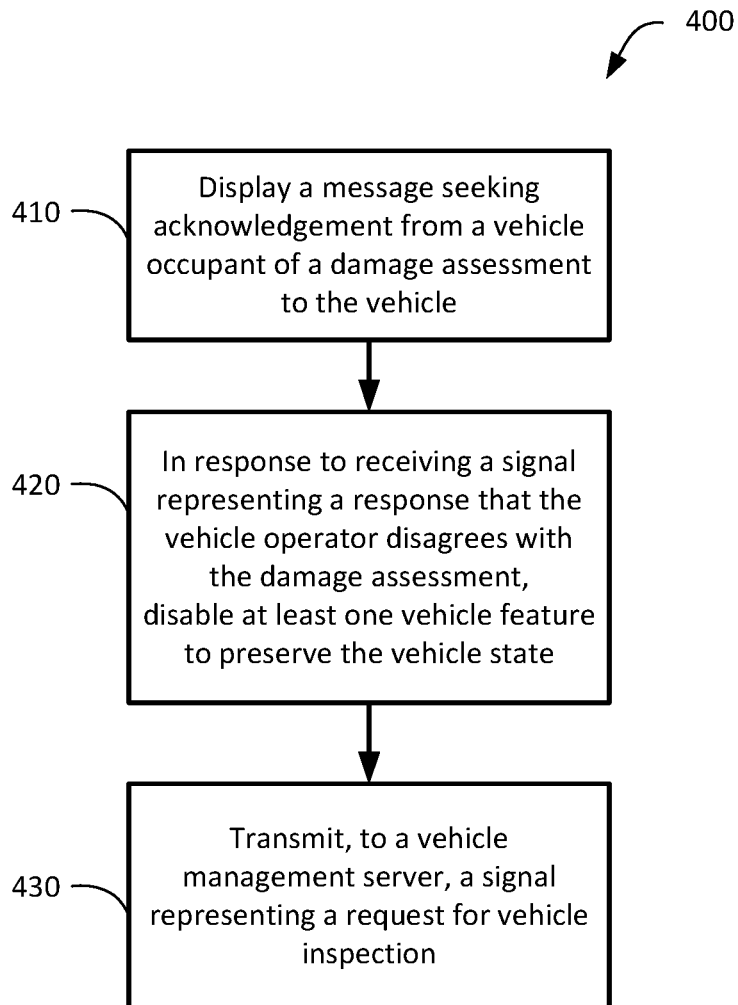 400
410
Display a message seeking
acknowledgement from a vehicle
occupant of a damage assessment
to the vehicle
420
In response to receiving a signal
representing a response that the
vehicle operator disagrees with
the damage assessment,
disable at least one vehicle feature
to preserve the vehicle state
430
Transmit, to a vehicle
management server, a signal
representing a request for vehicle
inspection